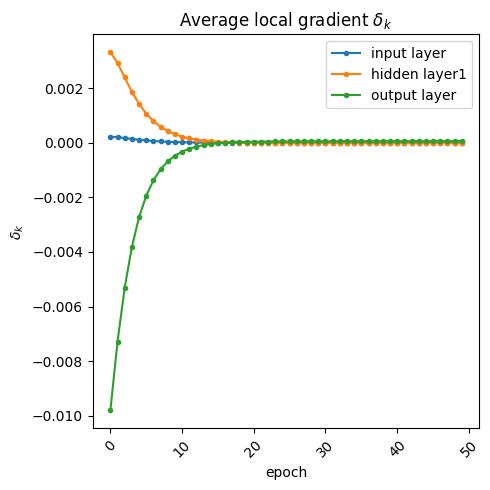 Average local gradient δk
input layer
hidden layer1
output layer
0.002
0.000
−0.002
−0.004
−0.006
−0.008
−0.010
δk
0
10
20
30
40
50
epoch